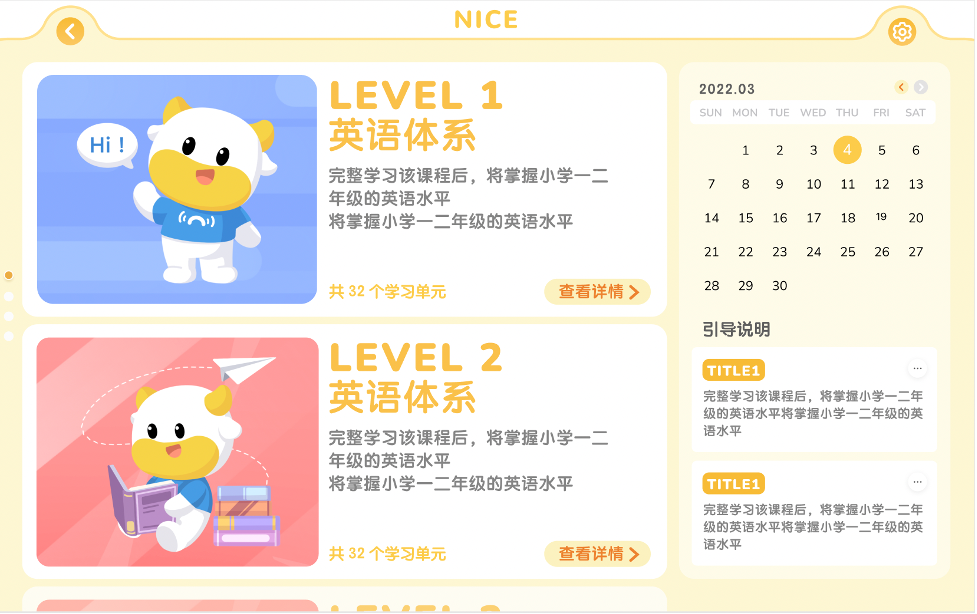 NICE
Hi！
LEVEL 1
英语体系
完整学习该课程后，将掌握小学一二
年级的英语水平
将掌握小学一二年级的英语水平
共 32 个学习单元
查看详情
LEVEL 2
英语体系
完整学习该课程后，将掌握小学一二
年级的英语水平
将掌握小学一二年级的英语水平
共 32 个学习单元
查看详情
2022.03
SUN MON TUE WED THU FRI SAT
1 2 3 4 5 6
7 8 9 10 11 12 13
14 15 16 17 18 19 20
21 22 23 24 25 26 27
28 29 30
引导说明
TITLE1
完整学习该课程后，将掌握小学一二年
级的英语水平将掌握小学一二年级的英
语水平
TITLE1
完整学习该课程后，将掌握小学一二年
级的英语水平将掌握小学一二年级的英
语水平